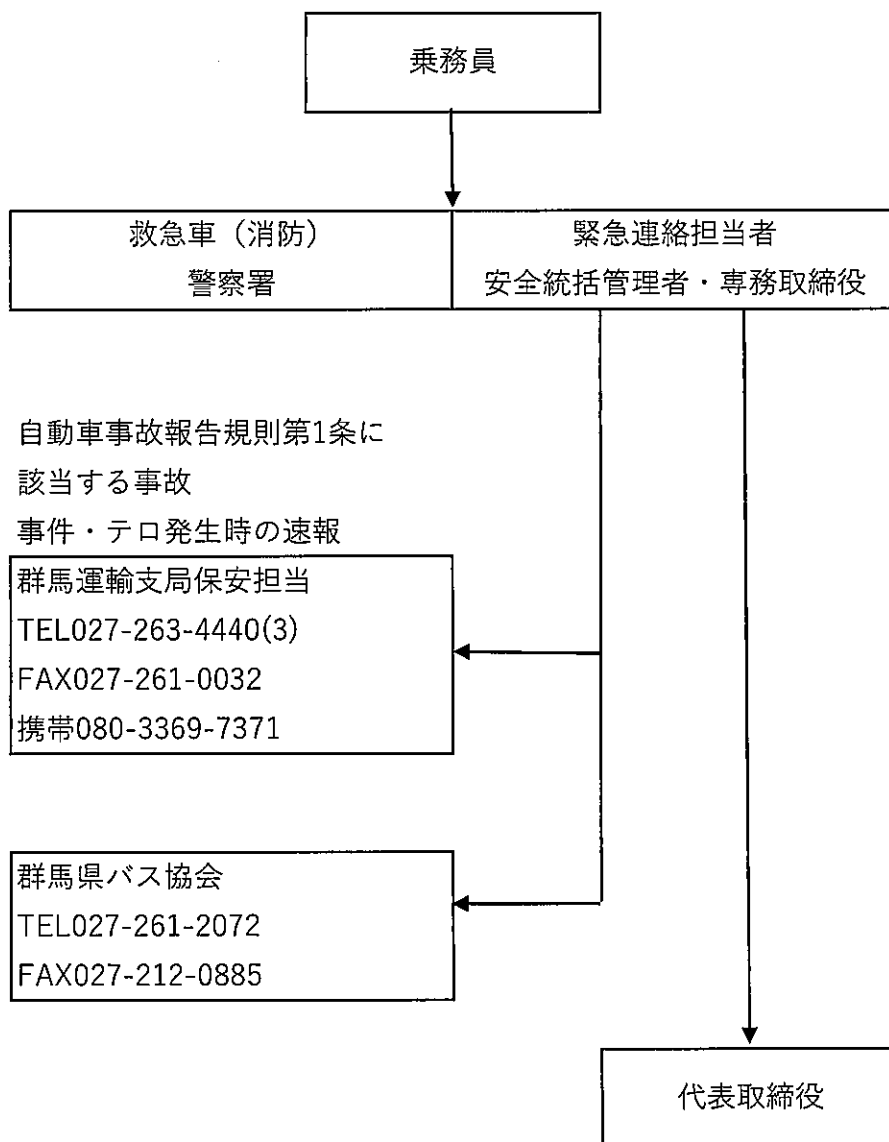 乗務員
救急車（消防）
警察署
緊急連絡担当者
安全統括管理者・専務取締役
自動車事故報告規則第1条に
該当する事故
事件・テロ発生時の速報
群馬運輸支局保安担当
TEL027-263-4440(3)
FAX027-261-0032
携帯080-3369-7371
群馬県バス協会
TEL027-261-2072
FAX027-212-0885
代表取締役